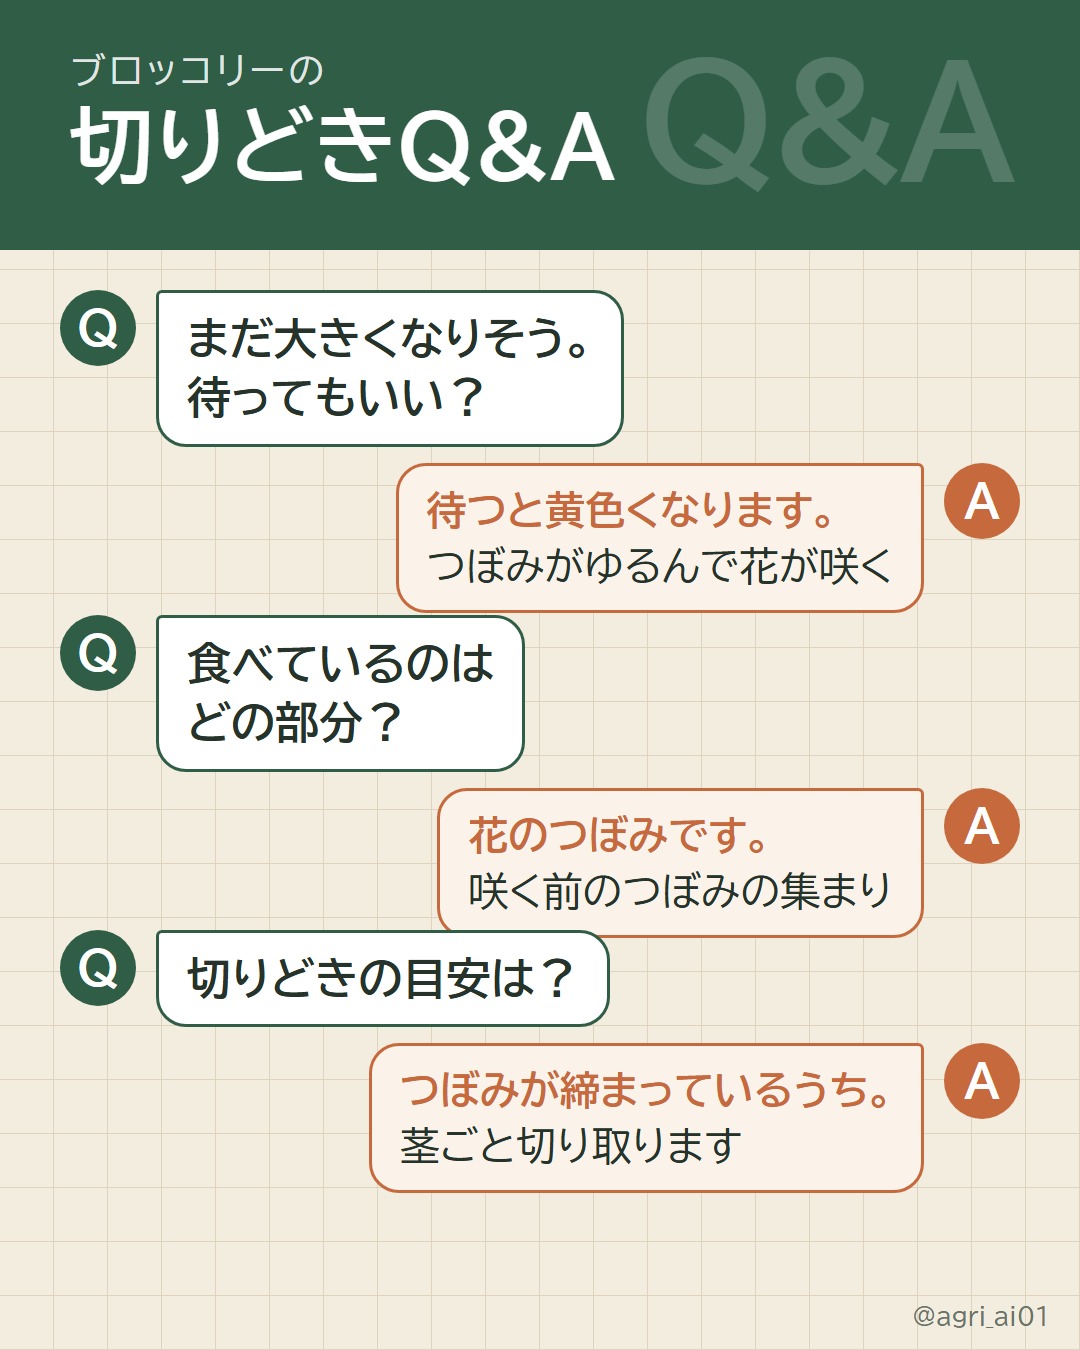 ブロッコリーの
切りどきQ&A
Q&A
Q
まだ大きくなりそう。
待ってもいい？
A
待つと黄色くなります。
つぼみがゆるんで花が咲く
Q
食べているのは
どの部分？
A
花のつぼみです。
咲く前のつぼみの集まり
Q
切りどきの目安は？
A
つぼみが締まっているうち。
茎ごと切り取ります
@agri_ai01